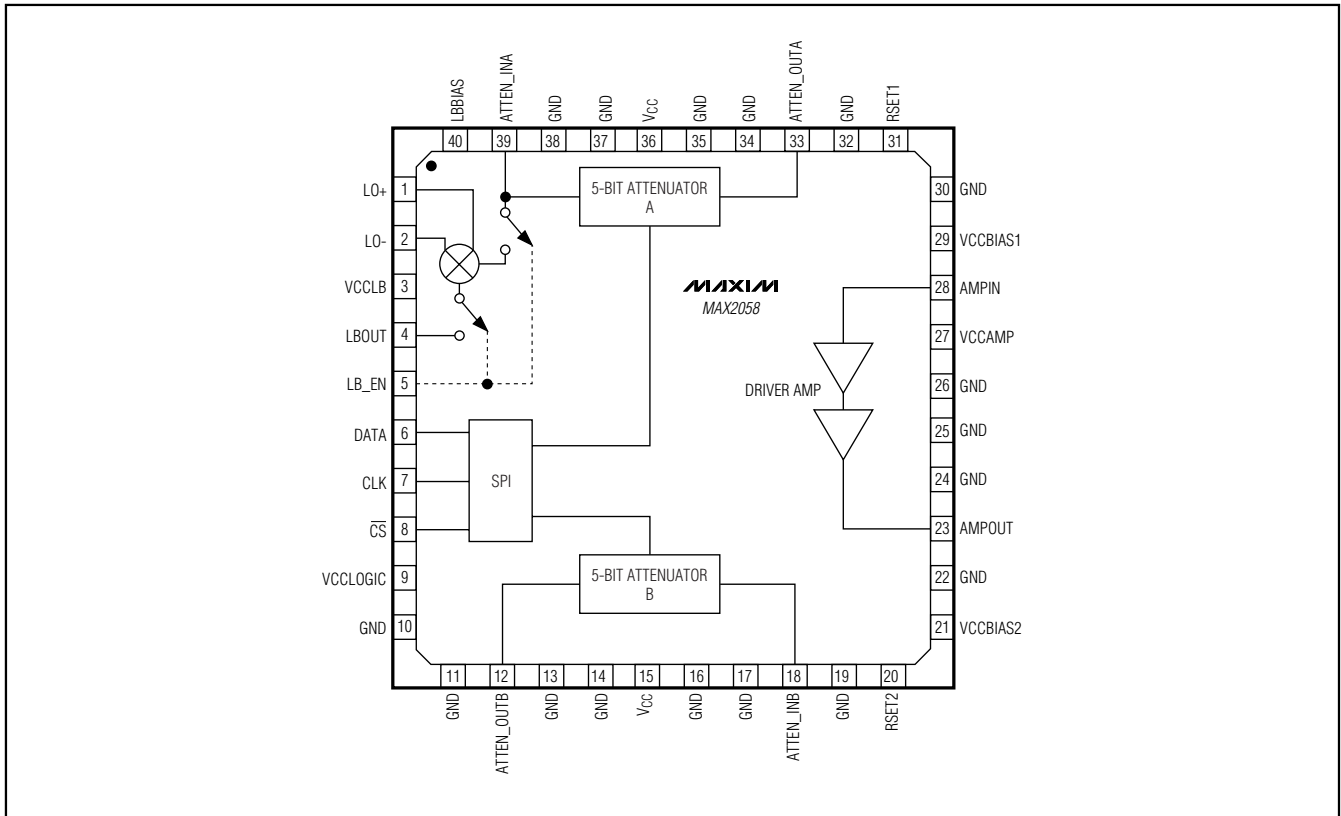 LBBIAS
ATTEN_INA
GND
GND
VCC
GND
GND
ATTEN_OUTA
GND
RSET1
40 39 38 37 36 35 34 33 32 31
LO+ 1
LO- 2
VCCLB 3
LBOUT 4
LB_EN 5
DATA 6
CLK 7
CS 8
VCCLOGIC 9
GND 10
5-BIT ATTENUATOR
A
MAXIM
MAX2058
DRIVER AMP
SPI
5-BIT ATTENUATOR
B
30 GND
29 VCCBIAS1
28 AMPIN
27 VCCAMP
26 GND
25 GND
24 GND
23 AMPOUT
22 GND
21 VCCBIAS2
11 12 13 14 15 16 17 18 19 20
GND
ATTEN_OUTB
GND
GND
VCC
GND
GND
ATTEN_INB
GND
RSET2